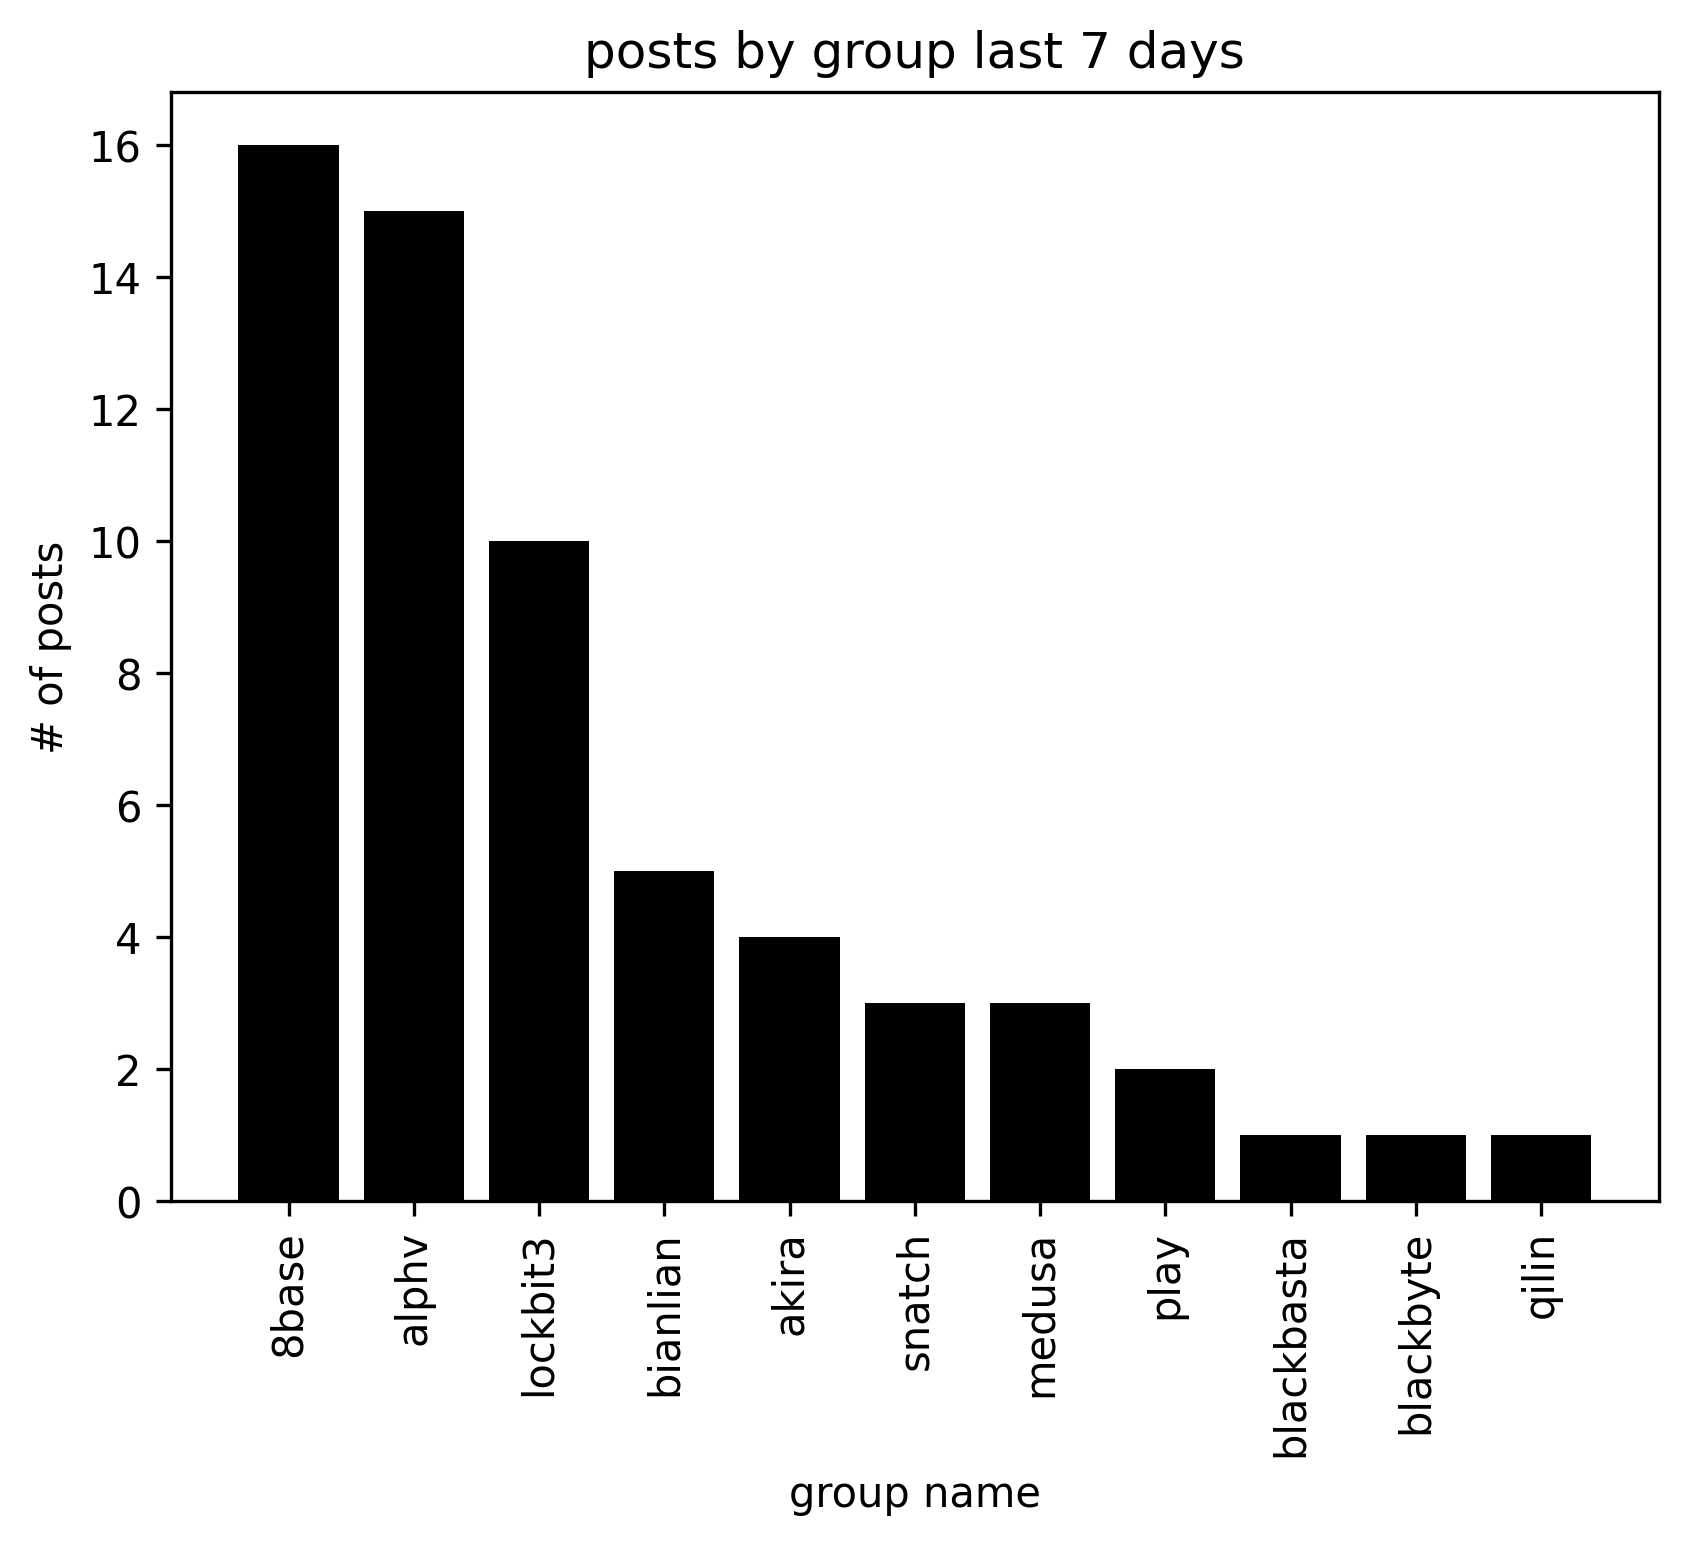 posts by group last 7 days
# of posts
16
14
12
10
8
6
4
2
0
8base
alphv
lockbit3
bianlian
akira
snatch
medusa
play
blackbasta
blackbyte
qilin
group name